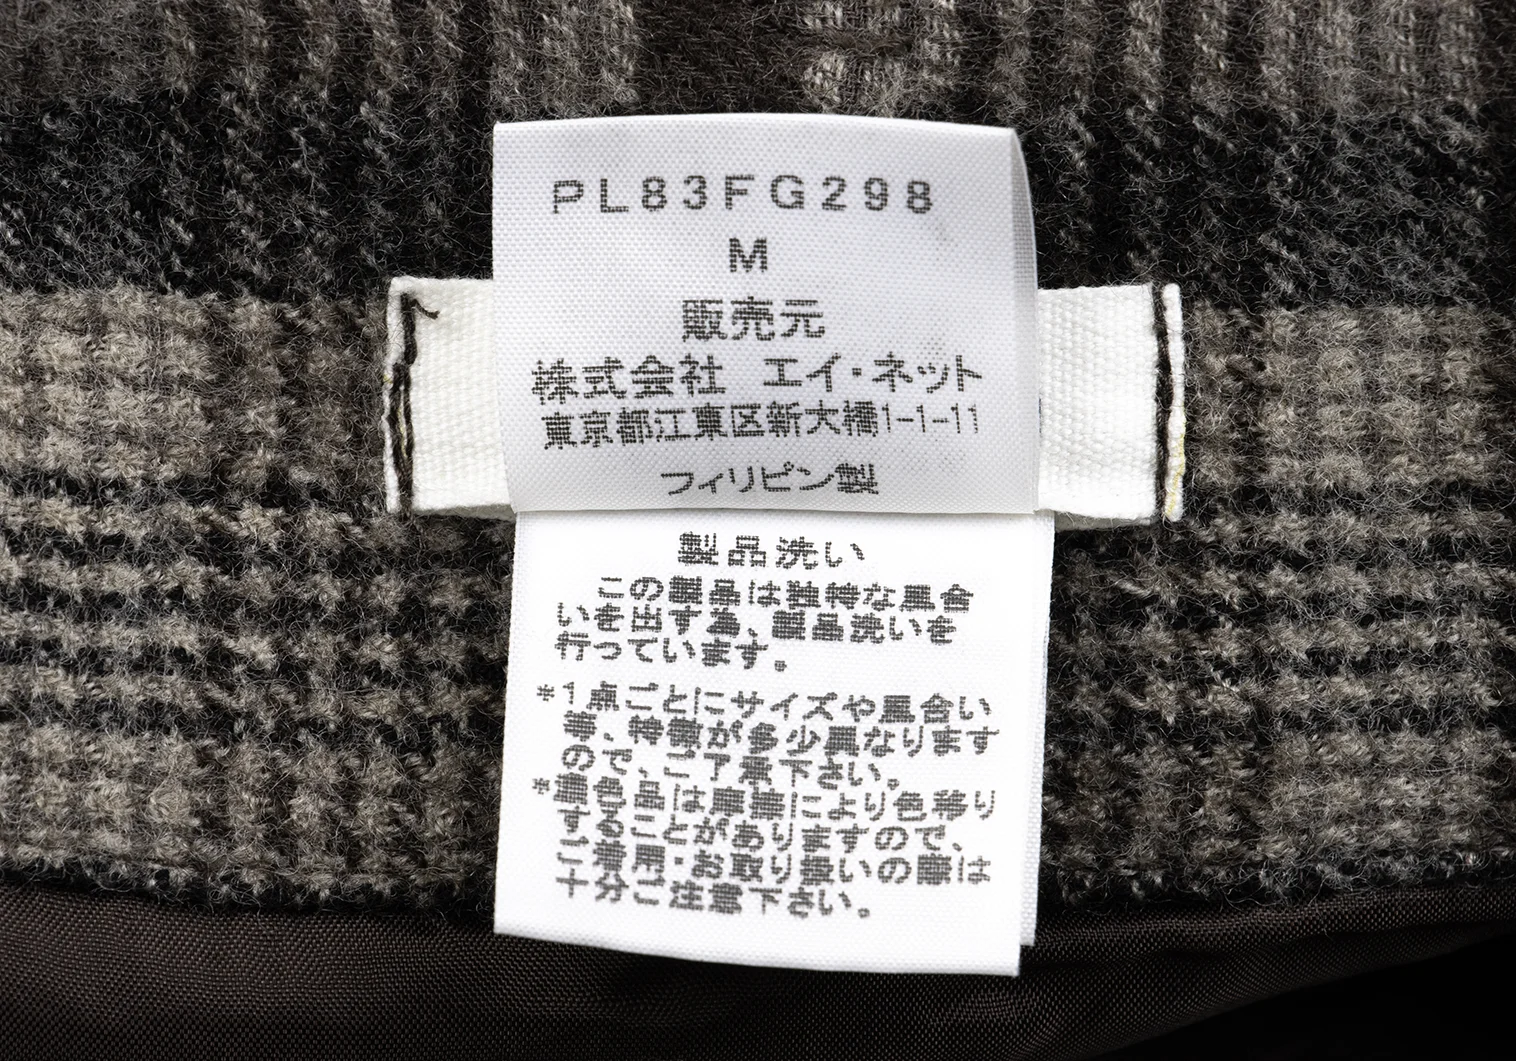 PL83FG298
M
販売元
株式会社 エイ・ネット
東京都江東区新大橋1-1-11
フィリピン製
製品洗い
この製品は独特な風合
いを出す為、製品洗いを
行っています。
*1点ごとにサイズや風合い
等、特徴が多少異なります
ので、ご了承下さい。
*濃色品は摩擦により色移り
することがありますので、
ご着用・お取り扱いの際は
十分ご注意下さい。